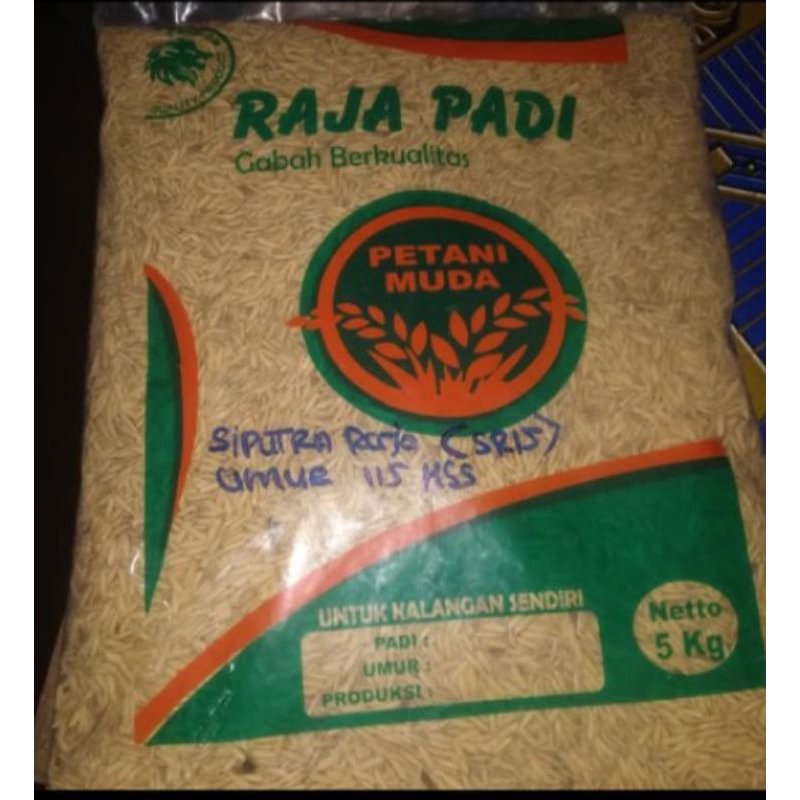 RAJA PADI
Gabah Berkualitas
PETANI
MUDA
SIPUTRA Raja (SR15)
UMUR 115 HSS
UNTUK KALANGAN SENDIRI
PADI :
UMUR :
PRODUKSI :
Netto
5 Kg